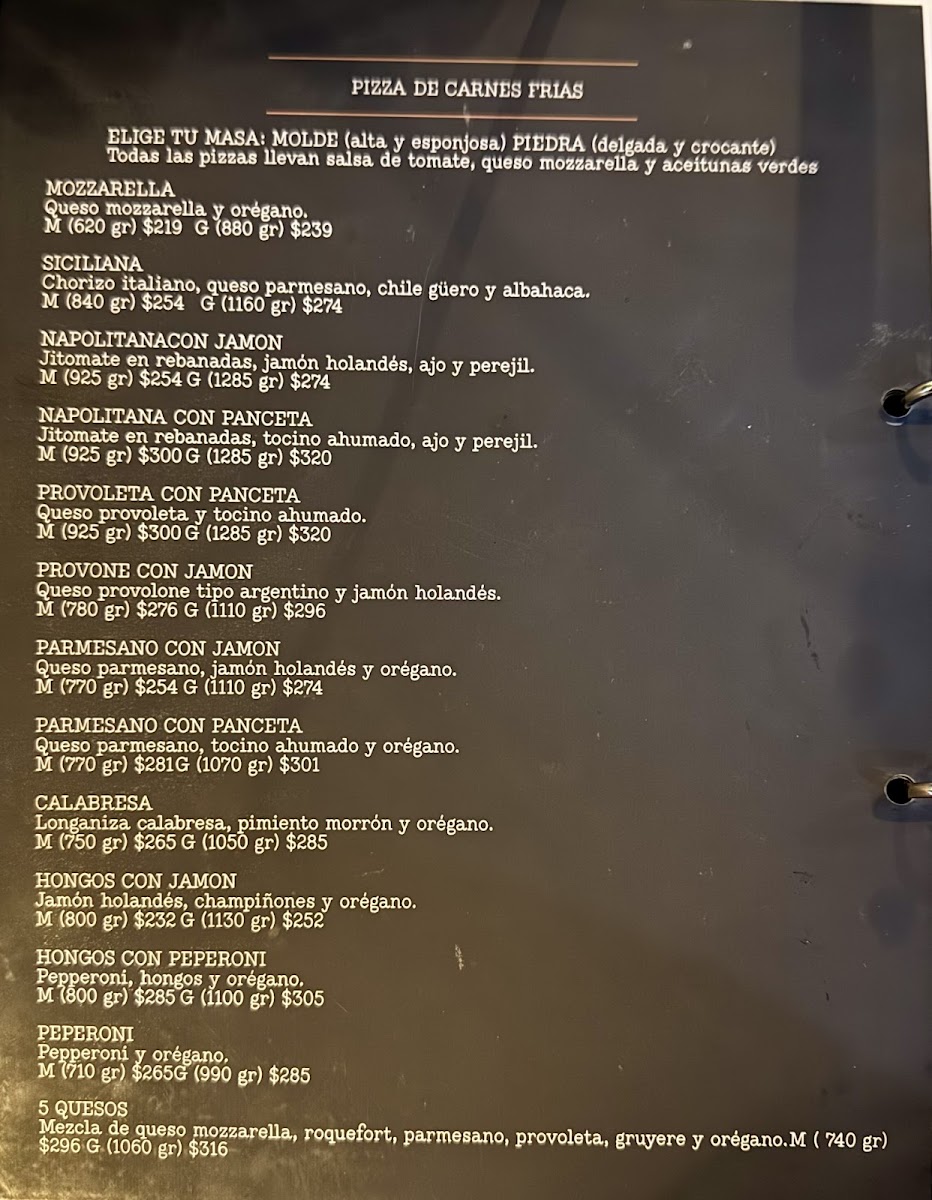 PIZZA DE CARNES FRIAS
ELIGE TU MASA: MOLDE (alta y esponjosa) PIEDRA (delgada y crocante)
Todas las pizzas llevan salsa de tomate, queso mozzarella y aceitunas verdes
MOZZARELLA
Queso mozzarella y orégano.
M (620 gr) $219 G (880 gr) $239
SICILIANA
Chorizo italiano, queso parmesano, chile güero y albahaca.
M (840 gr) $254 G (1160 gr) $274
NAPOLITANACON JAMON
Jitomate en rebanadas, jamón holandés, ajo y perejil.
M (925 gr) $254 G (1285 gr) $274
NAPOLITANA CON PANCETA
Jitomate en rebanadas, tocino ahumado, ajo y perejil.
M (925 gr) $300 G (1285 gr) $320
PROVOLETA CON PANCETA
Queso provoleta y tocino ahumado.
M (925 gr) $300 G (1285 gr) $320
PROVONE CON JAMON
Queso provolone tipo argentino y jamón holandés.
M (780 gr) $276 G (1110 gr) $296
PARMESANO CON JAMON
Queso parmesano, jamón holandés y orégano.
M (770 gr) $254 G (1110 gr) $274
PARMESANO CON PANCETA
Queso parmesano, tocino ahumado y orégano.
M (770 gr) $281G (1070 gr) $301
CALABRESA
Longaniza calabresa, pimiento morrón y orégano.
M (750 gr) $265 G (1050 gr) $285
HONGOS CON JAMON
Jamón holandés, champiñones y orégano.
M (800 gr) $232 G (1130 gr) $252
HONGOS CON PEPERONI
Pepperoni, hongos y orégano.
M (800 gr) $285 G (1100 gr) $305
PEPERONI
Pepperoni y orégano.
M (710 gr) $265G (990 gr) $285
5 QUESOS
Mezcla de queso mozzarella, roquefort, parmesano, provoleta, gruyere y orégano.M ( 740 gr)
$296 G (1060 gr) $316